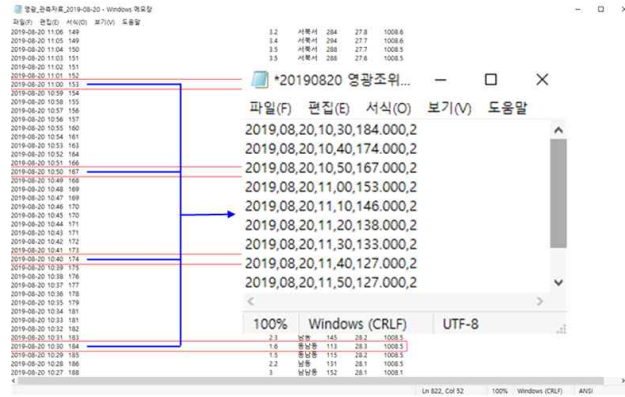 영광_관측자료_2019-08-20 - Windows 메모장
파일(F) 편집(E) 서식(O) 보기(V) 도움말
2019-08-20 11:06 149 3.2 서북서 284 27.8 1008.6
2019-08-20 11:05 149 3.4 서북서 294 27.7 1008.6
2019-08-20 11:04 150 3.5 서북서 288 27.7 1008.5
2019-08-20 11:03 151 3.5 서북서 288 27.6 1008.5
2019-08-20 11:02 151
2019-08-20 11:01 152
2019-08-20 11:00 153
2019-08-20 10:59 154
2019-08-20 10:58 155
2019-08-20 10:57 156
2019-08-20 10:56 157
2019-08-20 10:55 160
2019-08-20 10:54 161
2019-08-20 10:53 163
2019-08-20 10:52 164
2019-08-20 10:51 166
2019-08-20 10:50 167
2019-08-20 10:49 168
2019-08-20 10:48 169
2019-08-20 10:47 169
2019-08-20 10:46 170
2019-08-20 10:45 170
2019-08-20 10:44 171
2019-08-20 10:43 171
2019-08-20 10:42 172
2019-08-20 10:41 173
2019-08-20 10:40 174
2019-08-20 10:39 175
2019-08-20 10:38 176
2019-08-20 10:37 177
2019-08-20 10:36 178
2019-08-20 10:35 179
2019-08-20 10:34 181
2019-08-20 10:33 181
2019-08-20 10:32 182
2019-08-20 10:31 183 2.3 남동 145 28.2 1008.5
2019-08-20 10:30 184 1.6 동남동 113 28.3 1008.5
2019-08-20 10:29 185 1.5 동남동 115 28.2 1008.5
2019-08-20 10:28 186 2.2 남동 131 28.1 1008.5
2019-08-20 10:27 188 3 남남동 152 28.1 1008.1
Ln 822, Col 52 100% Windows (CRLF) ANSI
*20190820 영광조위...
파일(F) 편집(E) 서식(O) 보기(V) 도움말
2019,08,20,10,30,184.000,2
2019,08,20,10,40,174.000,2
2019,08,20,10,50,167.000,2
2019,08,20,11,00,153.000,2
2019,08,20,11,10,146.000,2
2019,08,20,11,20,138.000,2
2019,08,20,11,30,133.000,2
2019,08,20,11,40,127.000,2
2019,08,20,11,50,127.000,2
100% Windows (CRLF) UTF-8